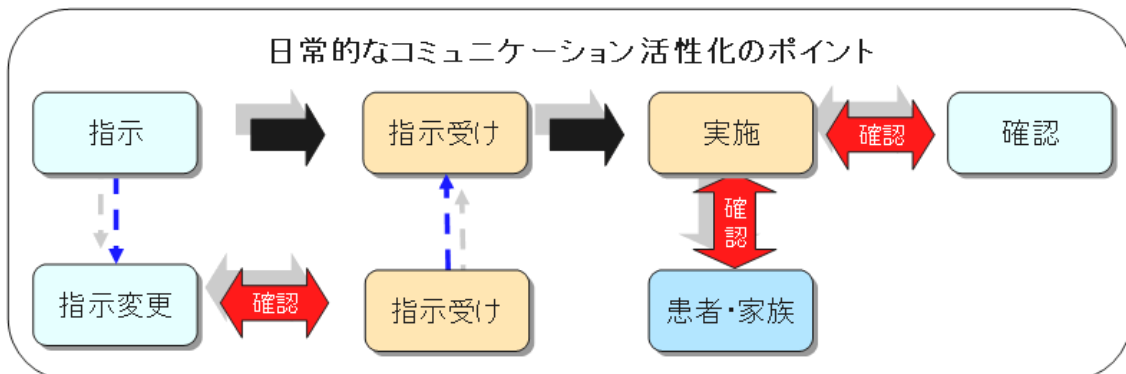 日常的なコミュニケーション活性化のポイント
指示
指示受け
実施
確認
確認
確認
指示変更
確認
指示受け
患者・家族